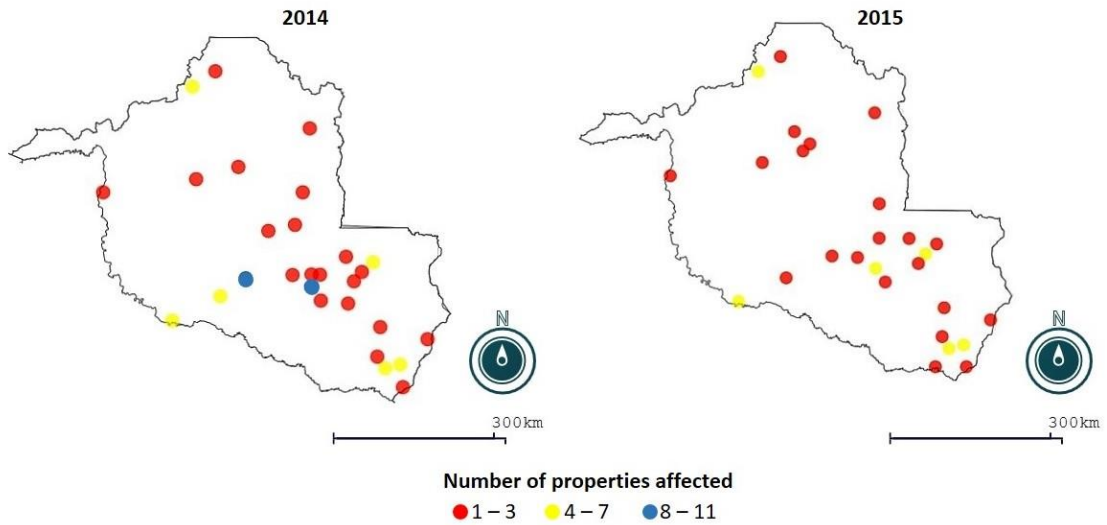 2014 2015
N N
300km 300km
Number of properties affected
1 – 3 4 – 7 8 – 11